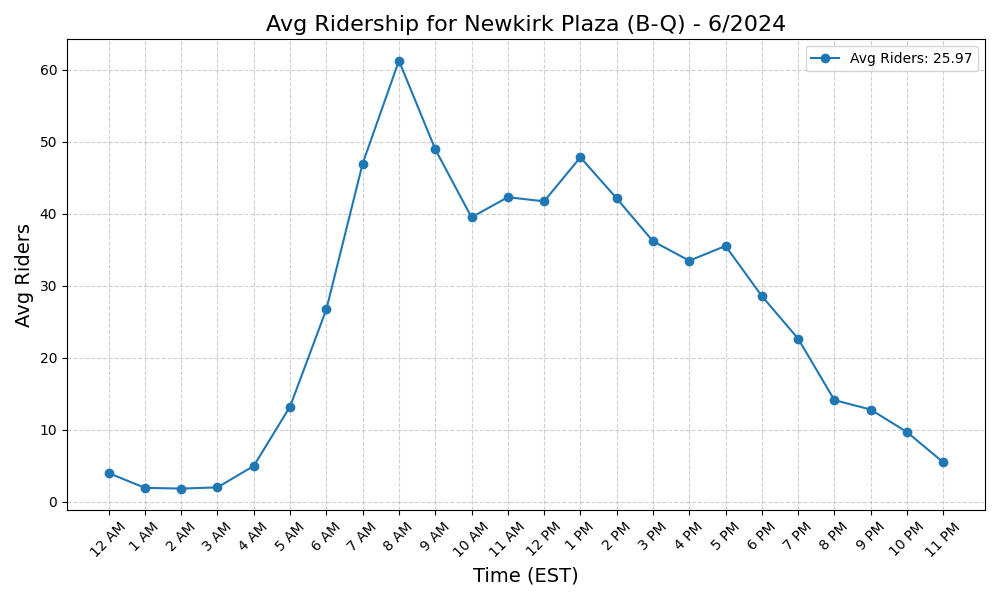 Avg Ridership for Newkirk Plaza (B-Q) - 6/2024
Avg Riders: 25.97
Avg Riders
60
50
40
30
20
10
0
12 AM
1 AM
2 AM
3 AM
4 AM
5 AM
6 AM
7 AM
8 AM
9 AM
10 AM
11 AM
12 PM
1 PM
2 PM
3 PM
4 PM
5 PM
6 PM
7 PM
8 PM
9 PM
10 PM
11 PM
Time (EST)